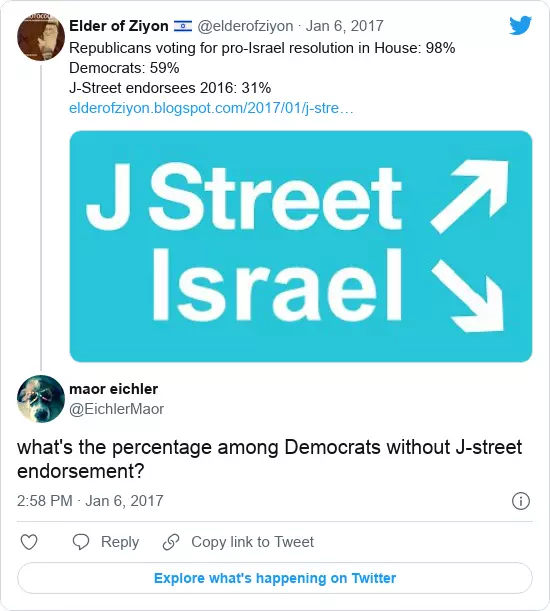 Elder of Ziyon 🇮🇱 @elderofziyon · Jan 6, 2017
Republicans voting for pro-Israel resolution in House: 98%
Democrats: 59%
J-Street endorsees 2016: 31%
elderofziyon.blogspot.com/2017/01/j-stre…
J Street
Israel
maor eichler
@EichlerMaor
what's the percentage among Democrats without J-street
endorsement?
2:58 PM · Jan 6, 2017
Reply
Copy link to Tweet
Explore what's happening on Twitter